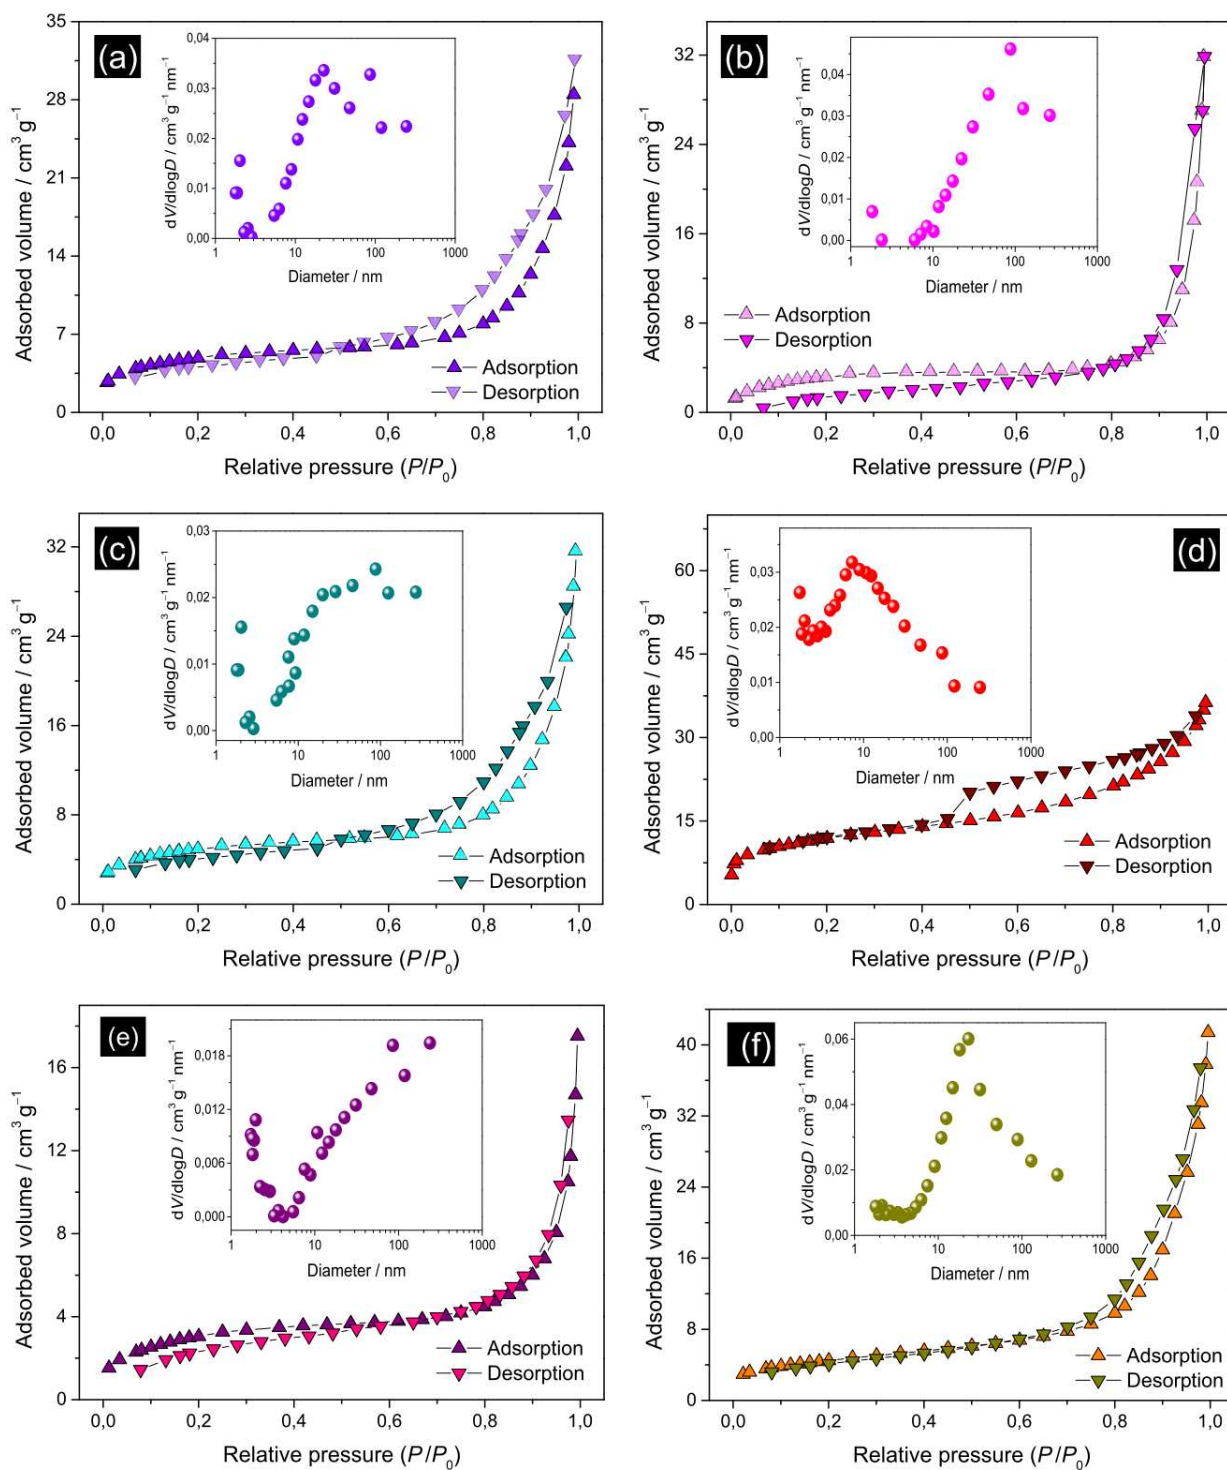 (a)
Adsorbed volume / cm³ g⁻¹
35
28
21
14
7
0
0,0 0,2 0,4 0,6 0,8 1,0
Relative pressure (P/P₀)
Adsorption
Desorption
dV/dlogD / cm³ g⁻¹ nm⁻¹
0,04
0,03
0,02
0,01
0,00
1 10 100 1000
Diameter / nm
(b)
Adsorbed volume / cm³ g⁻¹
32
24
16
8
0
0,0 0,2 0,4 0,6 0,8 1,0
Relative pressure (P/P₀)
Adsorption
Desorption
dV/dlogD / cm³ g⁻¹ nm⁻¹
0,04
0,03
0,02
0,01
0,00
1 10 100 1000
Diameter / nm
(c)
Adsorbed volume / cm³ g⁻¹
32
24
16
8
0
0,0 0,2 0,4 0,6 0,8 1,0
Relative pressure (P/P₀)
Adsorption
Desorption
dV/dlogD / cm³ g⁻¹ nm⁻¹
0,03
0,02
0,01
0,00
1 10 100 1000
Diameter / nm
(d)
Adsorbed volume / cm³ g⁻¹
60
45
30
15
0
0,0 0,2 0,4 0,6 0,8 1,0
Relative pressure (P/P₀)
Adsorption
Desorption
dV/dlogD / cm³ g⁻¹ nm⁻¹
0,03
0,02
0,01
0,00
1 10 100 1000
Diameter / nm
(e)
Adsorbed volume / cm³ g⁻¹
16
12
8
4
0
0,0 0,2 0,4 0,6 0,8 1,0
Relative pressure (P/P₀)
Adsorption
Desorption
dV/dlogD / cm³ g⁻¹ nm⁻¹
0,018
0,012
0,006
0,000
1 10 100 1000
Diameter / nm
(f)
Adsorbed volume / cm³ g⁻¹
40
32
24
16
8
0
0,0 0,2 0,4 0,6 0,8 1,0
Relative pressure (P/P₀)
Adsorption
Desorption
dV/dlogD / cm³ g⁻¹ nm⁻¹
0,06
0,04
0,02
0,00
1 10 100 1000
Diameter / nm